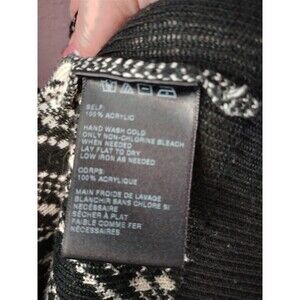 SELF:
100% ACRYLIC
HAND WASH COLD
ONLY NON-CHLORINE BLEACH
WHEN NEEDED
LAY FLAT TO DRY
LOW IRON AS NEEDED
CORPS:
100% ACRYLIQUE
MAIN FROIDE DE LAVAGE
BLANCHIR SANS CHLORE SI
NÉCESSAIRE
SÉCHER À PLAT
FAIBLE COMME FER
NÉCESSAIRES